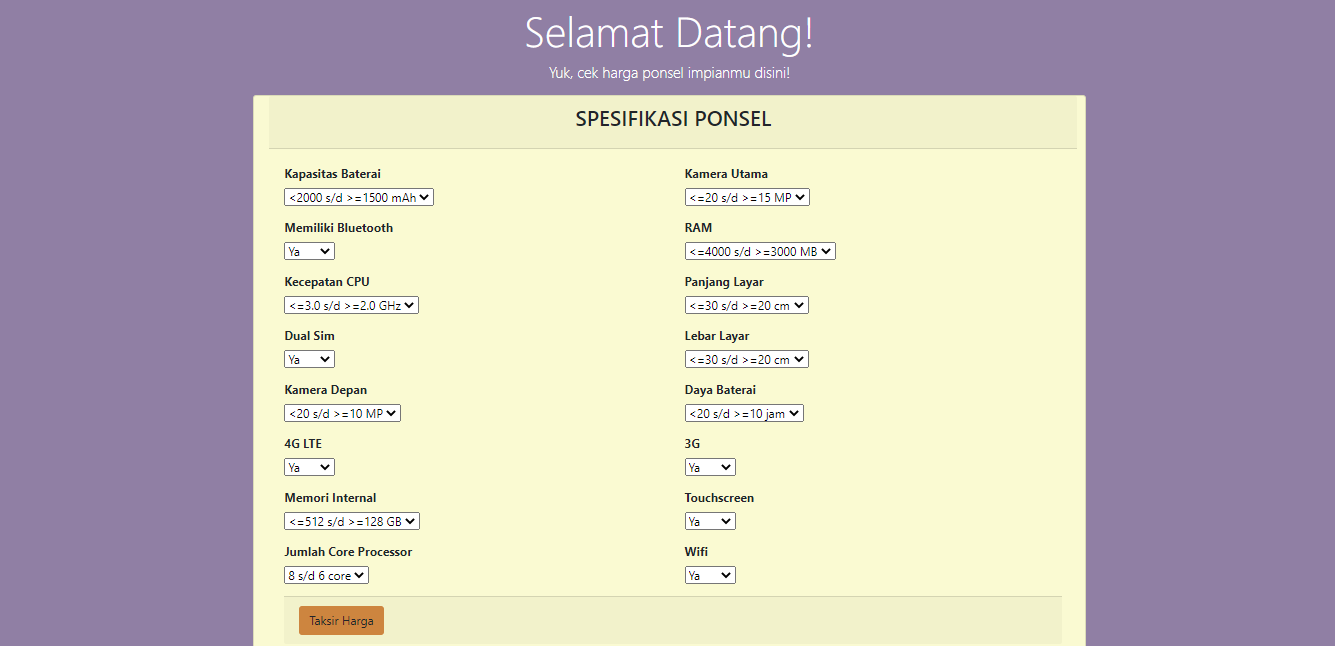 Selamat Datang!
Yuk, cek harga ponsel impianmu disini!
SPESIFIKASI PONSEL
Kapasitas Baterai
<2000 s/d >=1500 mAh
Memiliki Bluetooth
Ya
Kecepatan CPU
<=3.0 s/d >=2.0 GHz
Dual Sim
Ya
Kamera Depan
<20 s/d >=10 MP
4G LTE
Ya
Memori Internal
<=512 s/d >=128 GB
Jumlah Core Processor
8 s/d 6 core
Kamera Utama
<=20 s/d >=15 MP
RAM
<=4000 s/d >=3000 MB
Panjang Layar
<=30 s/d >=20 cm
Lebar Layar
<=30 s/d >=20 cm
Daya Baterai
<20 s/d >=10 jam
3G
Ya
Touchscreen
Ya
Wifi
Ya
Taksir Harga